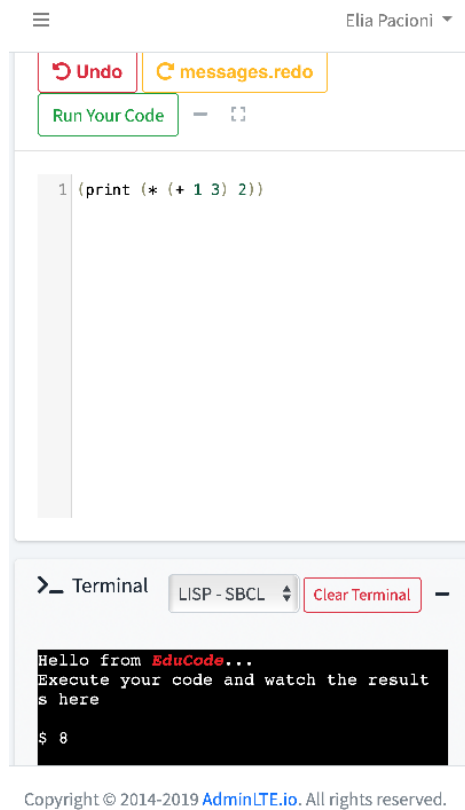 Elia Pacioni
Undo messages.redo
Run Your Code
1 (print (* (+ 1 3) 2))
Terminal LISP - SBCL Clear Terminal
Hello from EduCode...
Execute your code and watch the result
s here
$ 8
Copyright © 2014-2019 AdminLTE.io. All rights reserved.